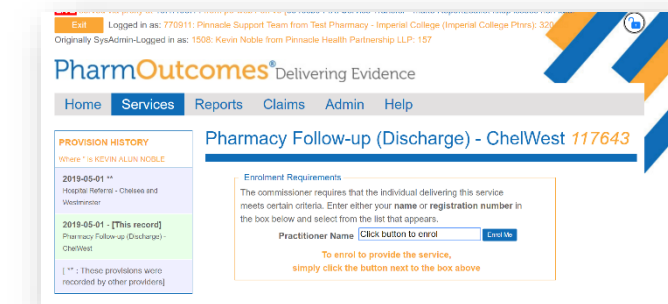 Exit Logged in as: 770911: Pinnacle Support Team from Test Pharmacy - Imperial College (Imperial College Ptnrs): 320
Originally SysAdmin-Logged in as: 1508: Kevin Noble from Pinnacle Health Partnership LLP: 157
PharmOutcomes® Delivering Evidence
Home Services Reports Claims Admin Help
PROVISION HISTORY
Where * is KEVIN ALUN NOBLE
2019-05-01 **
Hospital Referral - Chelsea and
Westminster
2019-05-01 - [This record]
Pharmacy Follow-up (Discharge) -
ChelWest
[ ** : These provisions were
recorded by other providers]
Pharmacy Follow-up (Discharge) - ChelWest 117643
Enrolment Requirements
The commissioner requires that the individual delivering this service
meets certain criteria. Enter either your name or registration number in
the box below and select from the list that appears.
Practitioner Name Click button to enrol Enrol Me
To enrol to provide the service,
simply click the button next to the box above